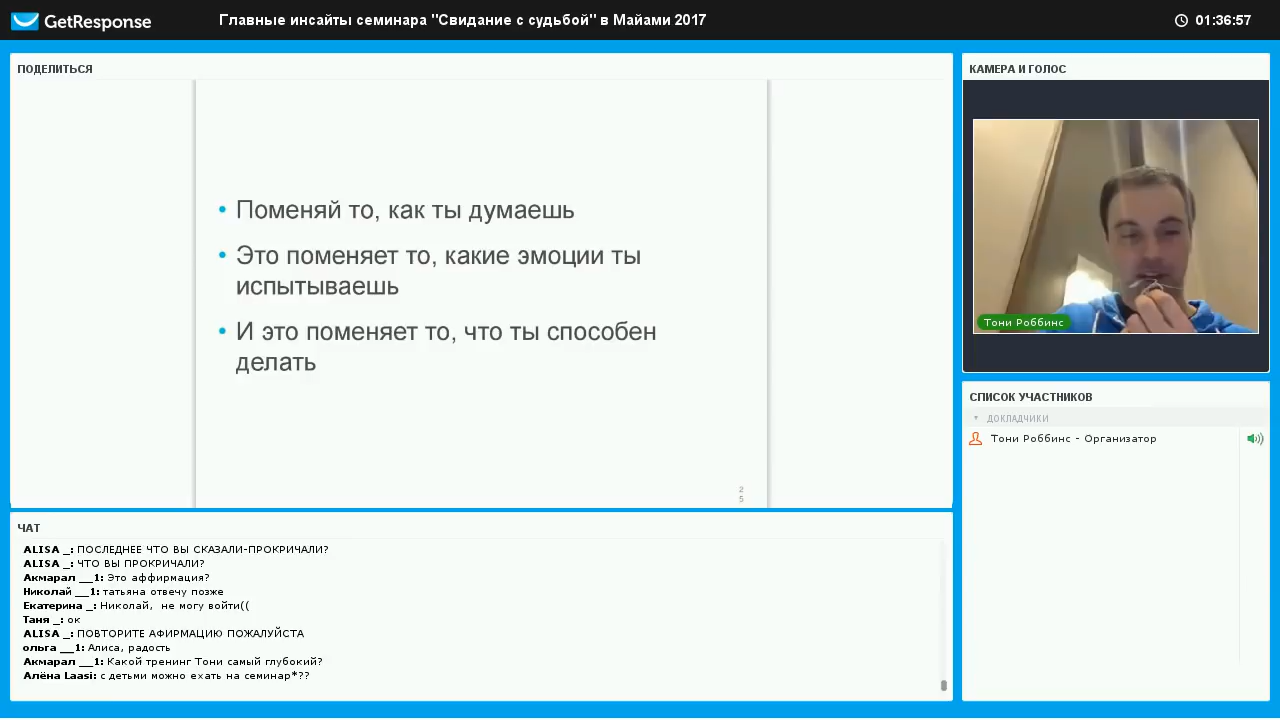 GetResponse
Главные инсайты семинара "Свидание с судьбой" в Майами 2017
01:36:57
ПОДЕЛИТЬСЯ
• Поменяй то, как ты думаешь
• Это поменяет то, какие эмоции ты
испытываешь
• И это поменяет то, что ты способен
делать
2
5
КАМЕРА И ГОЛОС
Тони Роббинс
СПИСОК УЧАСТНИКОВ
ДОКЛАДЧИКИ
Тони Роббинс - Организатор
ЧАТ
ALISA _: ПОСЛЕДНЕЕ ЧТО ВЫ СКАЗАЛИ-ПРОКРИЧАЛИ?
ALISA _: ЧТО ВЫ ПРОКРИЧАЛИ?
Акмарал __1: Это аффирмация?
Николай __1: татьяна отвечу позже
Екатерина _: Николай,  не могу войти((
Таня _: ок
ALISA _: ПОВТОРИТЕ АФИРМАЦИЮ ПОЖАЛУЙСТА
ольга __1: Алиса, радость
Акмарал __1: Какой тренинг Тони самый глубокий?
Алёна Laasi: с детьми можно ехать на семинар*??